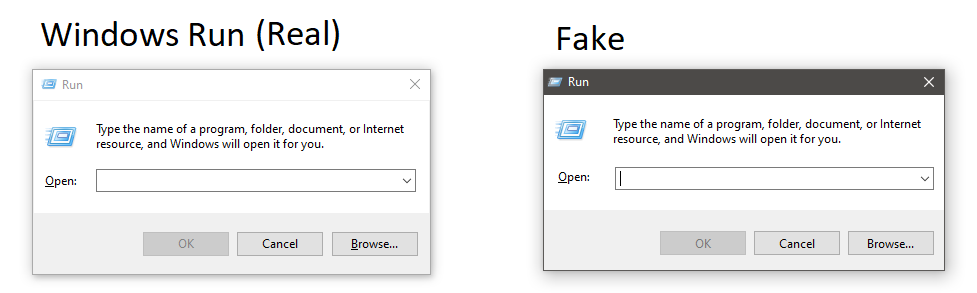 Windows Run (Real)
Run
Type the name of a program, folder, document, or Internet
resource, and Windows will open it for you.
Open:
OK
Cancel
Browse...
Fake
Run
Type the name of a program, folder, document, or Internet
resource, and Windows will open it for you.
Open:
OK
Cancel
Browse...